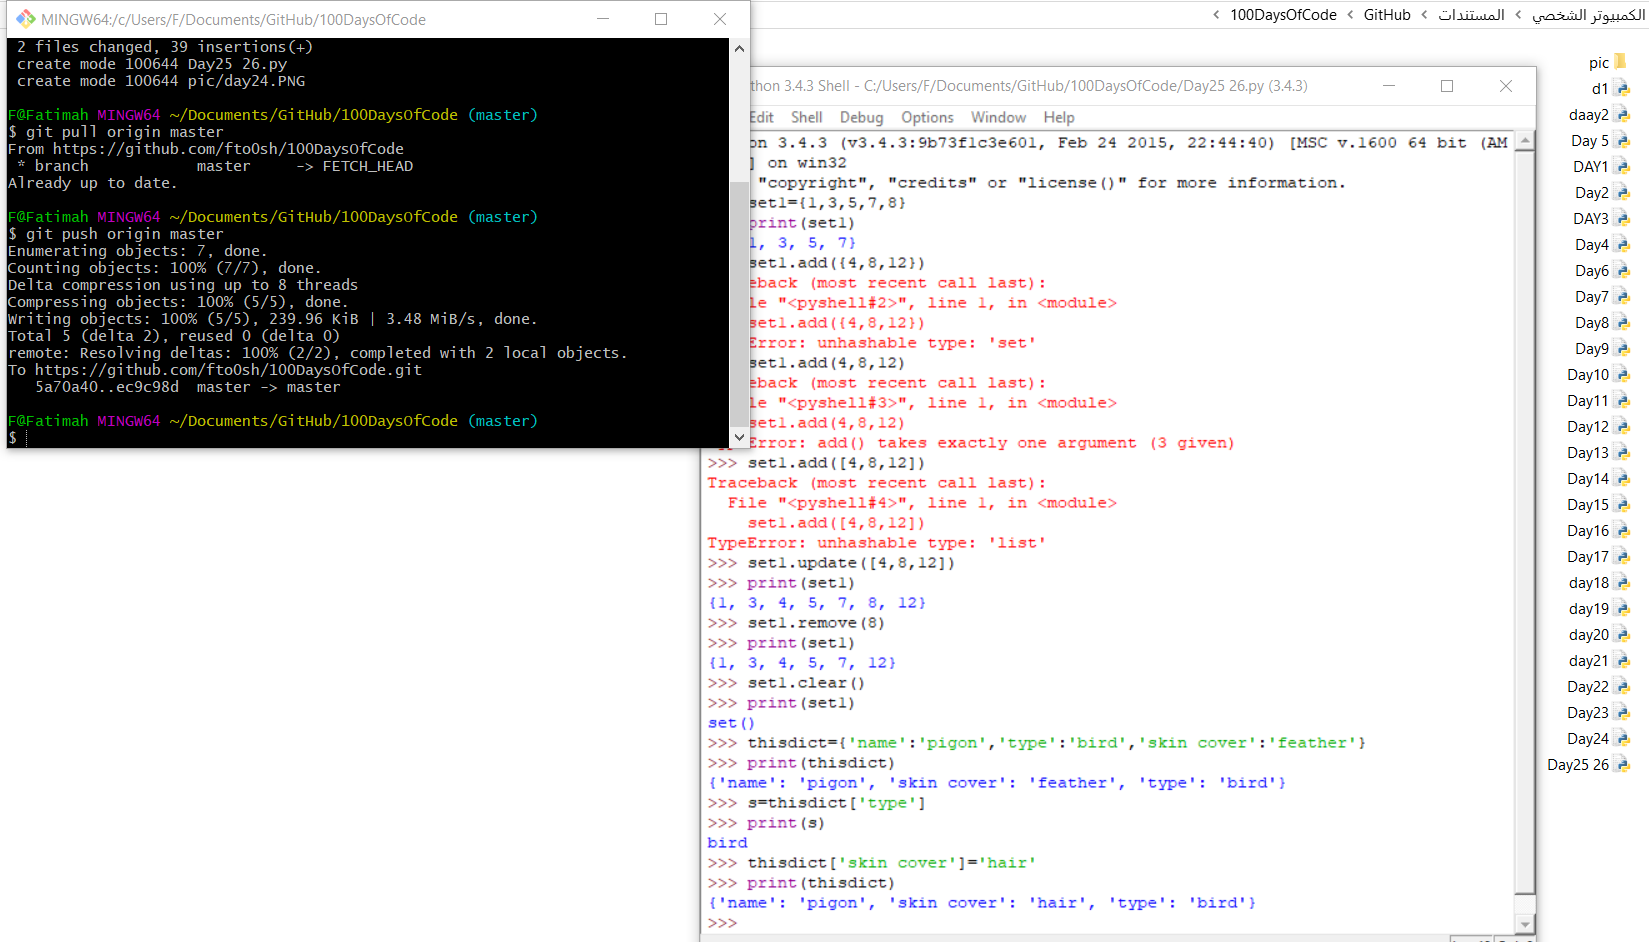 MINGW64:/c/Users/F/Documents/GitHub/100DaysOfCode
2 files changed, 39 insertions(+)
create mode 100644 Day25 26.py
create mode 100644 pic/day24.PNG
F@Fatimah MINGW64 ~/Documents/GitHub/100DaysOfCode (master)
$ git pull origin master
From https://github.com/fto0sh/100DaysOfCode
* branch            master     -> FETCH_HEAD
Already up to date.
F@Fatimah MINGW64 ~/Documents/GitHub/100DaysOfCode (master)
$ git push origin master
Enumerating objects: 7, done.
Counting objects: 100% (7/7), done.
Delta compression using up to 8 threads
Compressing objects: 100% (5/5), done.
Writing objects: 100% (5/5), 239.96 KiB | 3.48 MiB/s, done.
Total 5 (delta 2), reused 0 (delta 0)
remote: Resolving deltas: 100% (2/2), completed with 2 local objects.
To https://github.com/fto0sh/100DaysOfCode.git
5a70a40..ec9c98d  master -> master
F@Fatimah MINGW64 ~/Documents/GitHub/100DaysOfCode (master)
$
thon 3.4.3 Shell - C:/Users/F/Documents/GitHub/100DaysOfCode/Day25 26.py (3.4.3)
Edit Shell Debug Options Window Help
on 3.4.3 (v3.4.3:9b73f1c3e601, Feb 24 2015, 22:44:40) [MSC v.1600 64 bit (AM
] on win32
"copyright", "credits" or "license()" for more information.
set1={1,3,5,7,8}
print(set1)
1, 3, 5, 7}
set1.add({4,8,12})
eback (most recent call last):
le "<pyshell#2>", line 1, in <module>
set1.add({4,8,12})
Error: unhashable type: 'set'
set1.add(4,8,12)
eback (most recent call last):
le "<pyshell#3>", line 1, in <module>
set1.add(4,8,12)
Error: add() takes exactly one argument (3 given)
>>> set1.add([4,8,12])
Traceback (most recent call last):
File "<pyshell#4>", line 1, in <module>
set1.add([4,8,12])
TypeError: unhashable type: 'list'
>>> set1.update([4,8,12])
>>> print(set1)
{1, 3, 4, 5, 7, 8, 12}
>>> set1.remove(8)
>>> print(set1)
{1, 3, 4, 5, 7, 12}
>>> set1.clear()
>>> print(set1)
set()
>>> thisdict={'name':'pigon','type':'bird','skin cover':'feather'}
>>> print(thisdict)
{'name': 'pigon', 'skin cover': 'feather', 'type': 'bird'}
>>> s=thisdict['type']
>>> print(s)
bird
>>> thisdict['skin cover']='hair'
>>> print(thisdict)
{'name': 'pigon', 'skin cover': 'hair', 'type': 'bird'}
>>>
الكمبيوتر الشخصي › المستندات › GitHub › 100DaysOfCode ›
pic
d1
daay2
Day 5
DAY1
Day2
DAY3
Day4
Day6
Day7
Day8
Day9
Day10
Day11
Day12
Day13
Day14
Day15
Day16
Day17
day18
day19
day20
day21
Day22
Day23
Day24
Day25 26